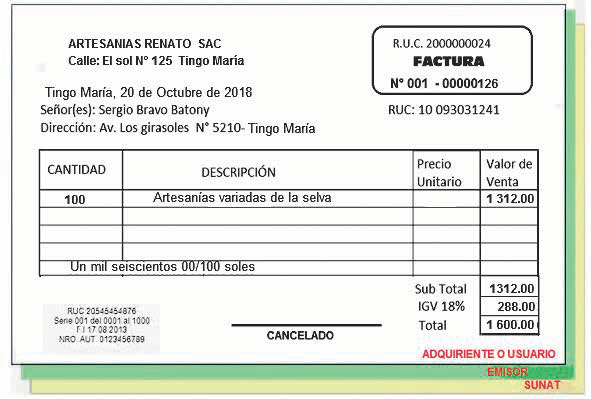 ARTESANIAS RENATO SAC
Calle: El sol N° 125 Tingo María
R.U.C. 2000000024
FACTURA
N° 001 - 00000126
Tingo María, 20 de Octubre de 2018
Señor(es): Sergio Bravo Batony
RUC: 10 093031241
Dirección: Av. Los girasoles N° 5210- Tingo María
CANTIDAD DESCRIPCIÓN Precio Unitario Valor de Venta
100 Artesanías variadas de la selva 1 312.00
Un mil seiscientos 00/100 soles
Sub Total 1312.00
IGV 18% 288.00
Total 1 600.00
RUC 20545454876
Serie 001 del 0001 al 1000
F.I 17 08 2013
NRO AUT 0123456789
CANCELADO
ADQUIRIENTE O USUARIO
EMISOR
SUNAT